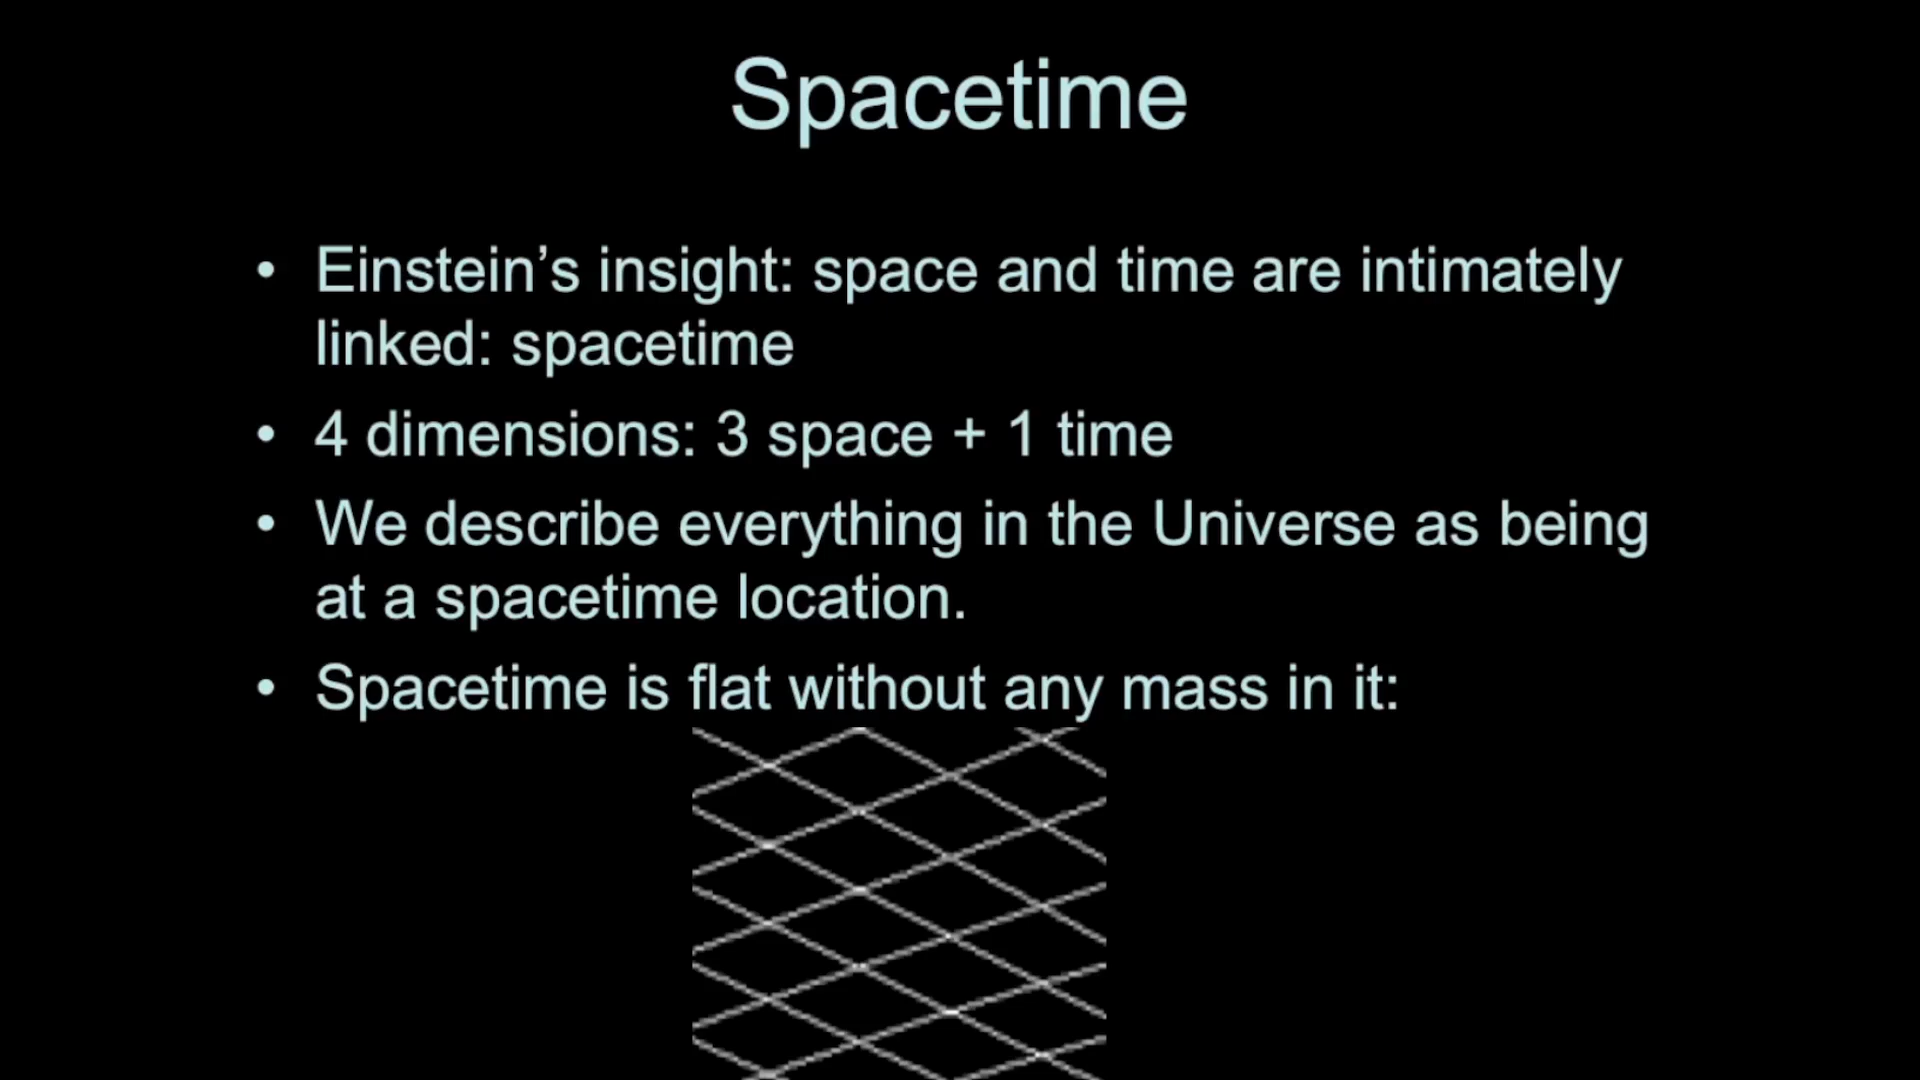 Spacetime
• Einstein’s insight: space and time are intimately
linked: spacetime
• 4 dimensions: 3 space + 1 time
• We describe everything in the Universe as being
at a spacetime location.
• Spacetime is flat without any mass in it: